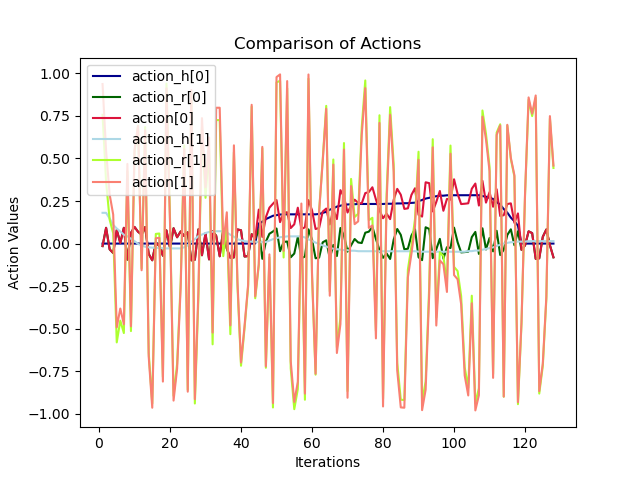 Comparison of Actions
action_h[0]
action_r[0]
action[0]
action_h[1]
action_r[1]
action[1]
1.00
0.75
0.50
0.25
0.00
−0.25
−0.50
−0.75
−1.00
Action Values
0 20 40 60 80 100 120
Iterations